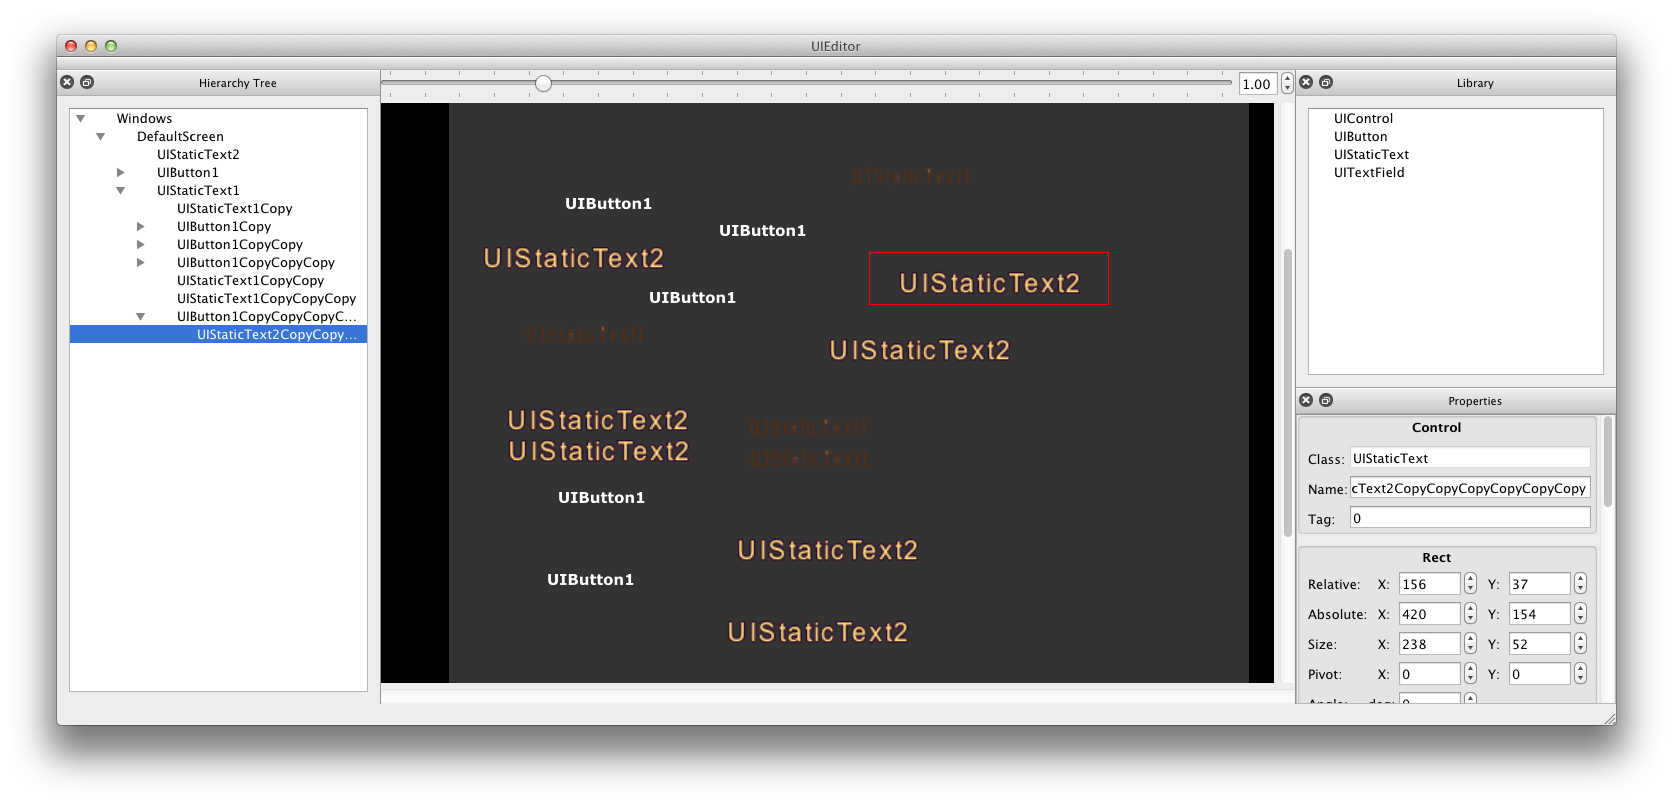 UIEditor
Hierarchy Tree
Windows
DefaultScreen
UIStaticText2
UIButton1
UIStaticText1
UIStaticText1Copy
UIButton1Copy
UIButton1CopyCopy
UIButton1CopyCopyCopy
UIStaticText1CopyCopy
UIStaticText1CopyCopyCopy
UIButton1CopyCopyCopyC...
UIStaticText2CopyCopy...
1.00
UIStaticText1
UIButton1
UIButton1
UIStaticText2
UIStaticText2
UIButton1
UIStaticText1
UIStaticText2
UIStaticText2
UIStaticText1
UIStaticText2
UIStaticText1
UIButton1
UIStaticText2
UIButton1
UIStaticText2
Library
UIControl
UIButton
UIStaticText
UITextField
Properties
Control
Class: UIStaticText
Name: cText2CopyCopyCopyCopyCopyCopy
Tag: 0
Rect
Relative: X: 156 Y: 37
Absolute: X: 420 Y: 154
Size: X: 238 Y: 52
Pivot: X: 0 Y: 0
Angle: deg: 0